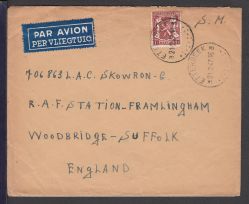 PAR AVION
PER VLIEGTUIG
S.M.
706863 L.A.C. SKOWRON-G.
R.A.F. STATION-FRAMLINGHAM
WOODBRIDGE-SUFFOLK
ENGLAND